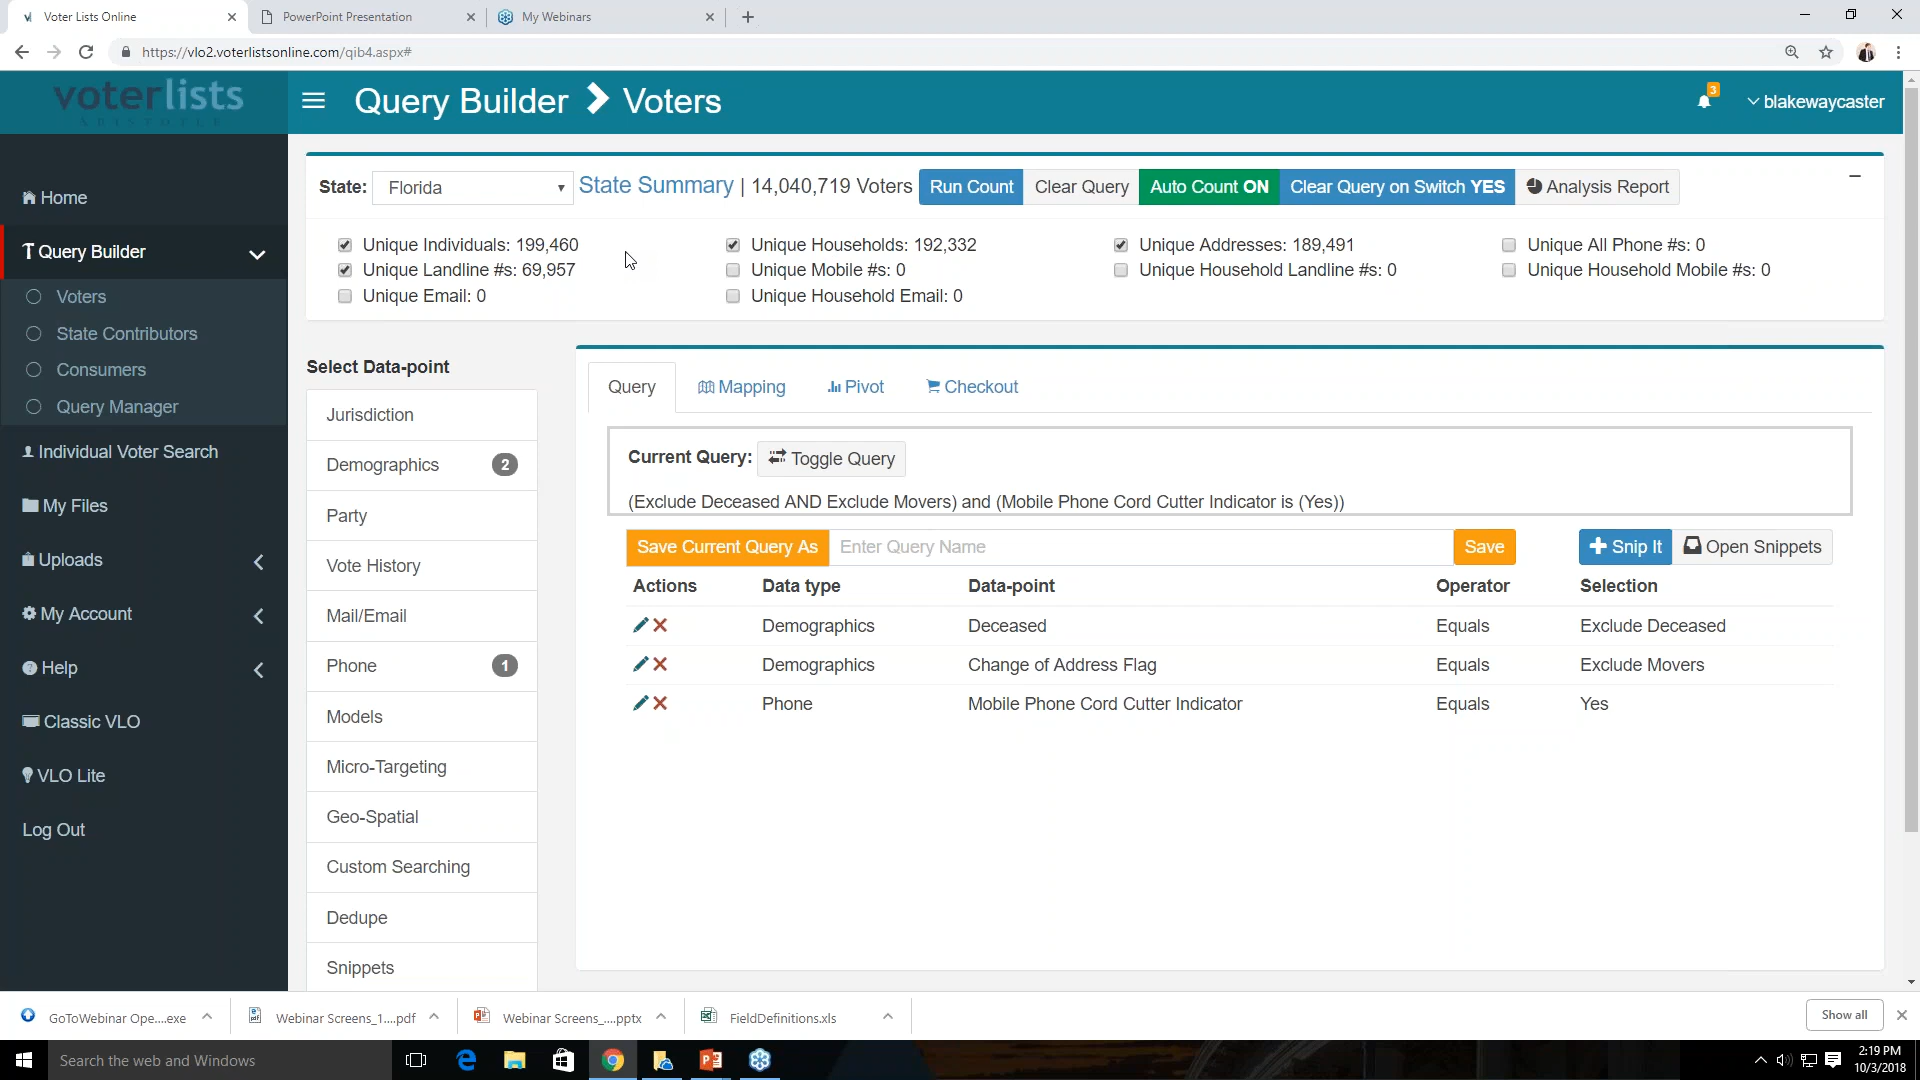 Voter Lists Online
PowerPoint Presentation
My Webinars
https://vlo2.voterlistsonline.com/qib4.aspx#
voterlists
ARISTOTLE
Query Builder Voters
3
blakewaycaster
Home
Query Builder
Voters
State Contributors
Consumers
Query Manager
Individual Voter Search
My Files
Uploads
My Account
Help
Classic VLO
VLO Lite
Log Out
State: Florida State Summary | 14,040,719 Voters Run Count Clear Query Auto Count ON Clear Query on Switch YES Analysis Report
Unique Individuals: 199,460 Unique Households: 192,332 Unique Addresses: 189,491 Unique All Phone #s: 0
Unique Landline #s: 69,957 Unique Mobile #s: 0 Unique Household Landline #s: 0 Unique Household Mobile #s: 0
Unique Email: 0 Unique Household Email: 0
Select Data-point
Jurisdiction
Demographics 2
Party
Vote History
Mail/Email
Phone 1
Models
Micro-Targeting
Geo-Spatial
Custom Searching
Dedupe
Snippets
Query Mapping Pivot Checkout
Current Query: Toggle Query
(Exclude Deceased AND Exclude Movers) and (Mobile Phone Cord Cutter Indicator is (Yes))
Save Current Query As Enter Query Name Save Snip It Open Snippets
Actions Data type Data-point Operator Selection
Demographics Deceased Equals Exclude Deceased
Demographics Change of Address Flag Equals Exclude Movers
Phone Mobile Phone Cord Cutter Indicator Equals Yes
GoToWebinar Ope....exe Webinar Screens_1....pdf Webinar Screens_....pptx FieldDefinitions.xls Show all
Search the web and Windows
2:19 PM
10/3/2018